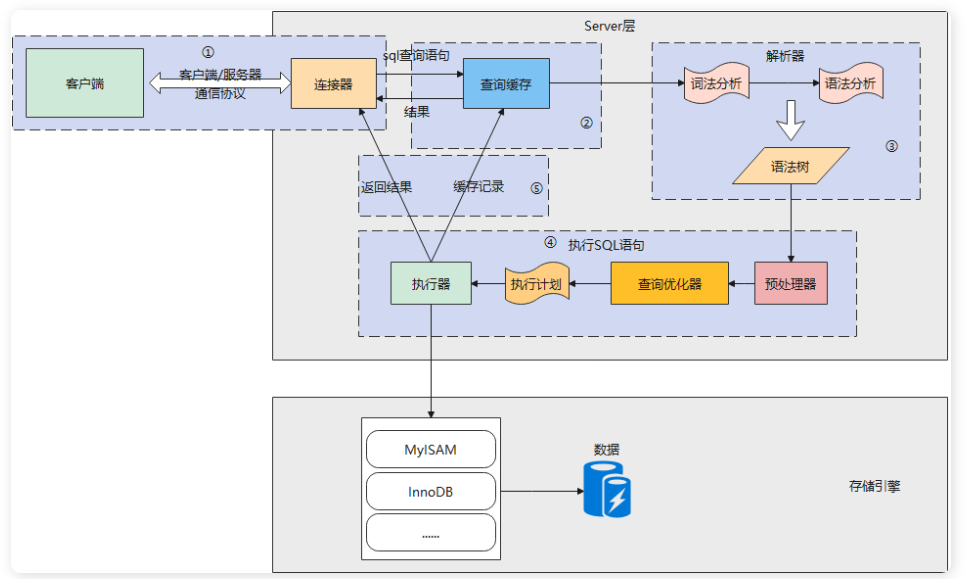 Server层
①
客户端
客户端/服务器
通信协议
连接器
sql查询语句
结果
查询缓存
②
解析器
词法分析
语法分析
③
语法树
返回结果
缓存记录
⑤
④ 执行SQL语句
执行器
执行计划
查询优化器
预处理器
MyISAM
InnoDB
......
数据
存储引擎